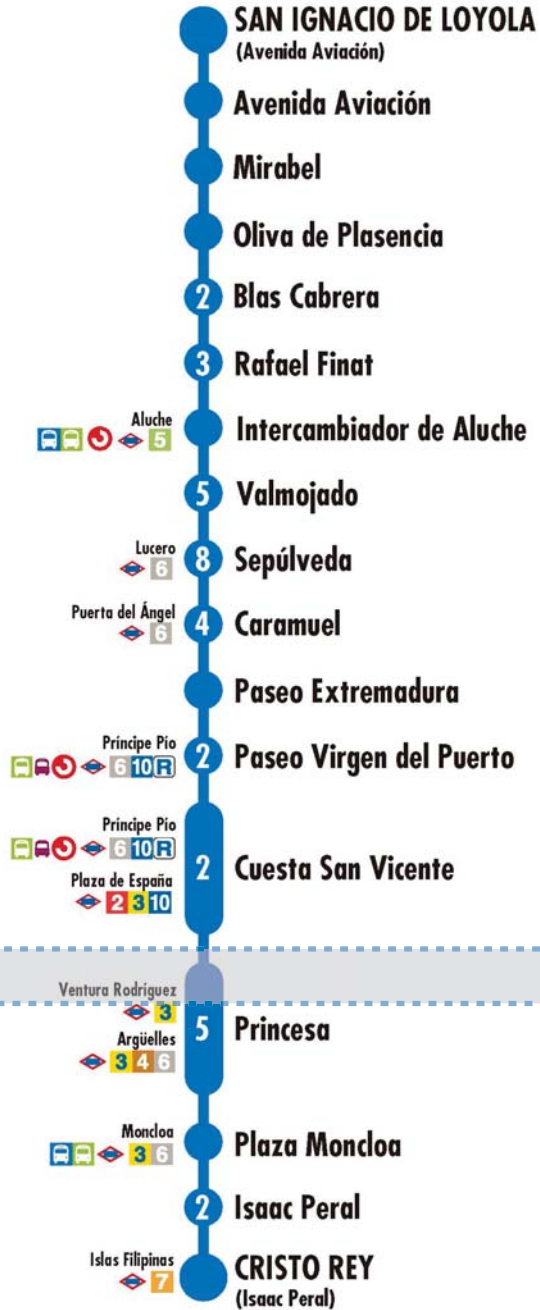 SAN IGNACIO DE LOYOLA
(Avenida Aviación)
Avenida Aviación
Mirabel
Oliva de Plasencia
2 Blas Cabrera
3 Rafael Finat
Aluche
5
Intercambiador de Aluche
5 Valmojado
Lucero
6
8 Sepúlveda
Puerta del Ángel
6
4 Caramuel
Paseo Extremadura
Príncipe Pío
6 10 R
2 Paseo Virgen del Puerto
Príncipe Pío
6 10 R
Plaza de España
2 3 10
2 Cuesta San Vicente
Ventura Rodríguez
3
Argüelles
3 4 6
5 Princesa
Moncloa
3 6
Plaza Moncloa
2 Isaac Peral
Islas Filipinas
7
CRISTO REY
(Isaac Peral)